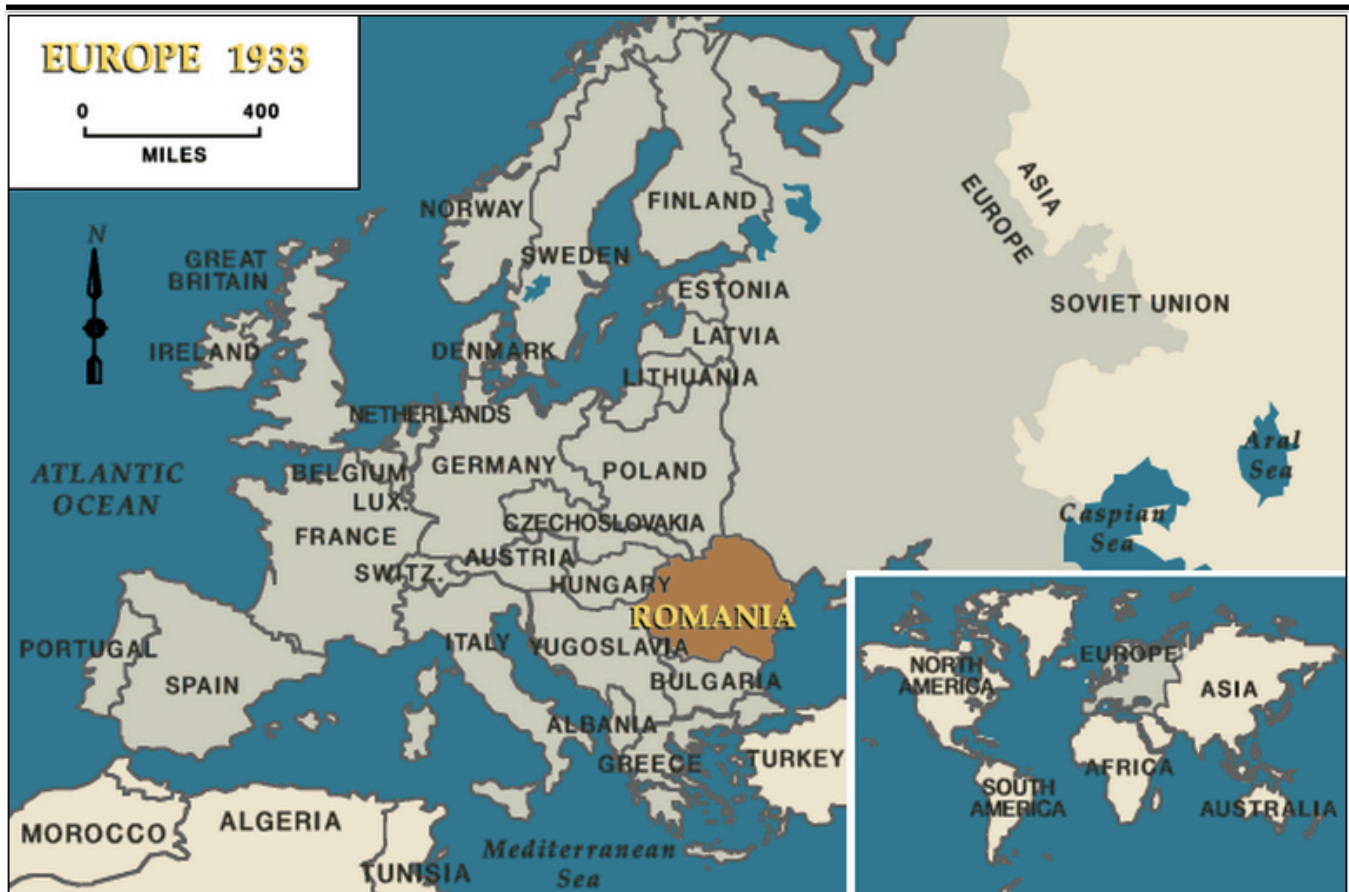 EUROPE 1933
0 400
MILES
N
NORWAY
FINLAND
SWEDEN
ASIA
EUROPE
GREAT
BRITAIN
ESTONIA
SOVIET UNION
IRELAND
DENMARK
LATVIA
LITHUANIA
NETHERLANDS
ATLANTIC
OCEAN
BELGIUM
GERMANY
POLAND
LUX.
Aral
Sea
CZECHOSLOVAKIA
Caspian
Sea
FRANCE
AUSTRIA
SWITZ.
HUNGARY
ROMANIA
PORTUGAL
ITALY
YUGOSLAVIA
SPAIN
BULGARIA
ALBANIA
GREECE
TURKEY
MOROCCO
ALGERIA
TUNISIA
Mediterranean
Sea
NORTH
AMERICA
EUROPE
ASIA
AFRICA
SOUTH
AMERICA
AUSTRALIA